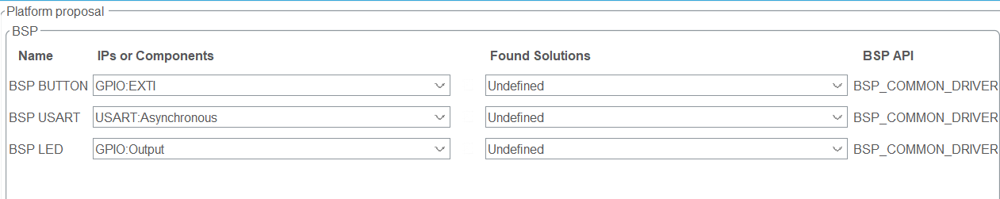 Platform proposal
BSP
Name IPs or Components Found Solutions BSP API
BSP BUTTON GPIO:EXTI Undefined BSP_COMMON_DRIVER
BSP USART USART:Asynchronous Undefined BSP_COMMON_DRIVER
BSP LED GPIO:Output Undefined BSP_COMMON_DRIVER